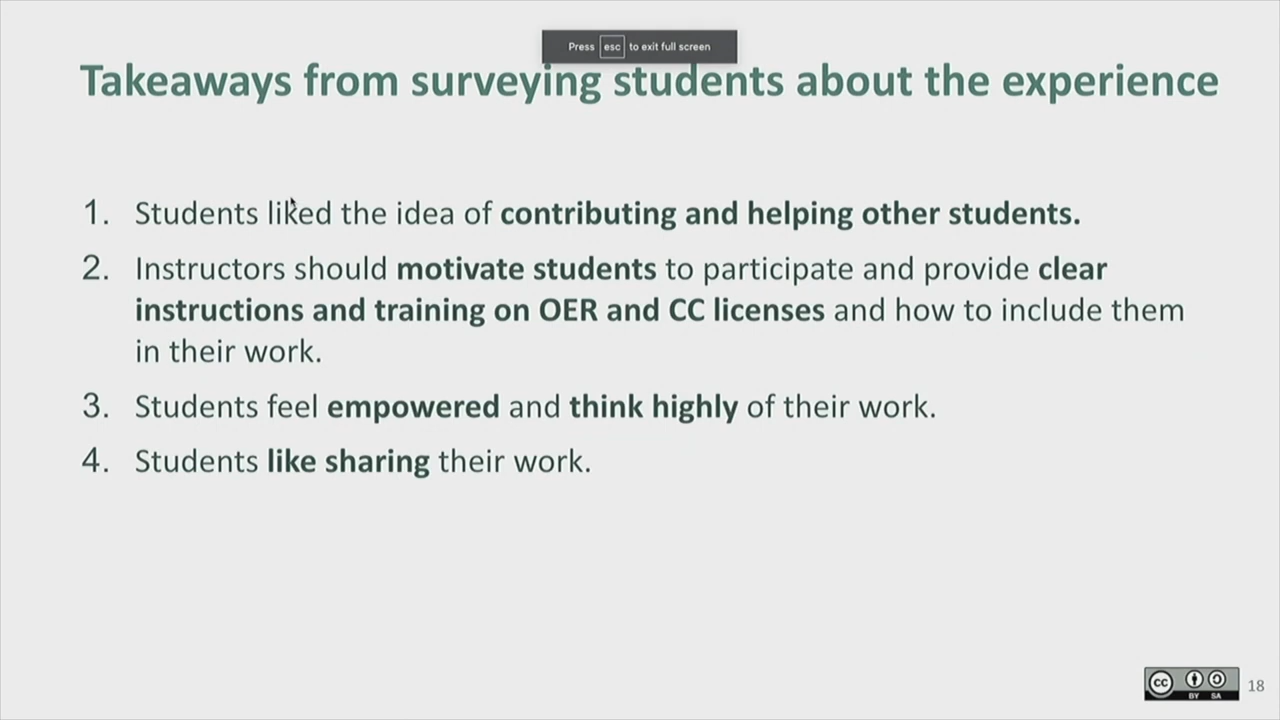 Press esc to exit full screen
Takeaways from surveying students about the experience
1. Students liked the idea of contributing and helping other students.
2. Instructors should motivate students to participate and provide clear
instructions and training on OER and CC licenses and how to include them
in their work.
3. Students feel empowered and think highly of their work.
4. Students like sharing their work.
cc
BY SA
18